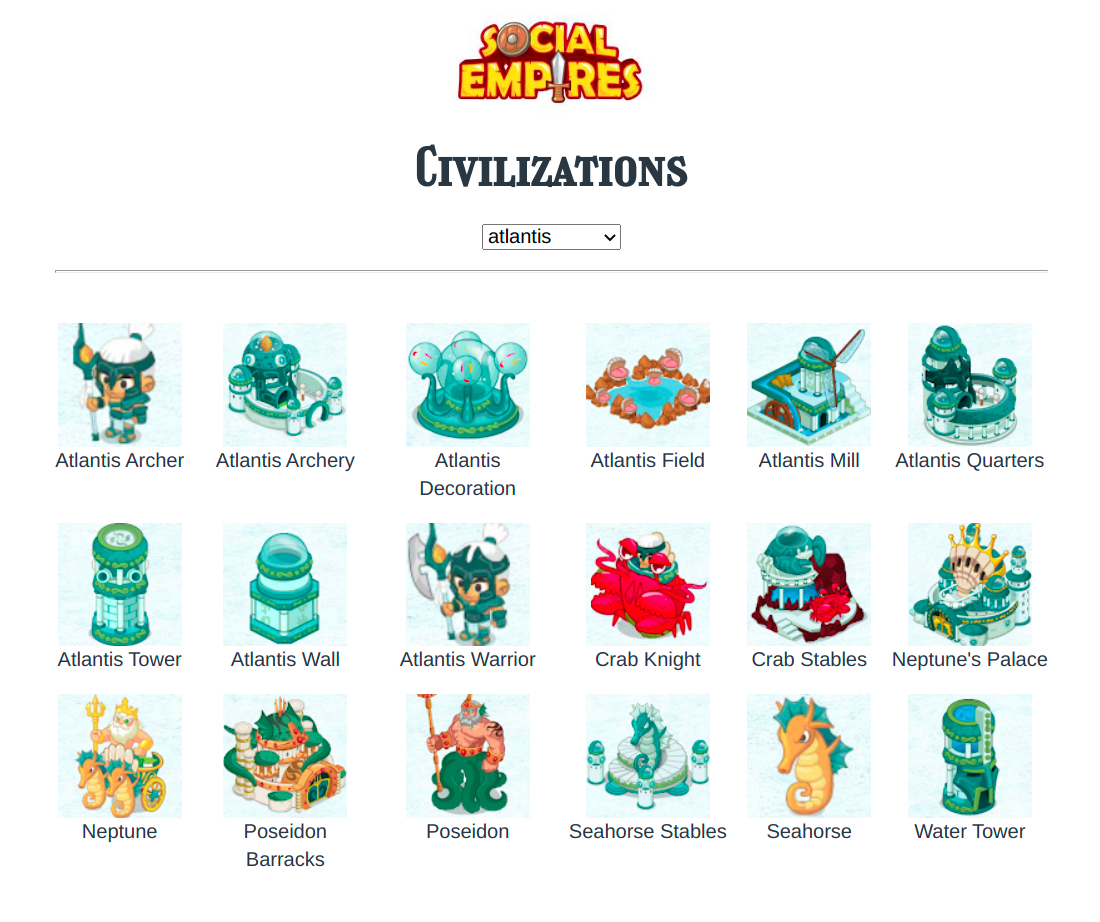 SOCIAL
EMPIRES
Civilizations
atlantis
Atlantis Archer
Atlantis Archery
Atlantis
Decoration
Atlantis Field
Atlantis Mill
Atlantis Quarters
Atlantis Tower
Atlantis Wall
Atlantis Warrior
Crab Knight
Crab Stables
Neptune's Palace
Neptune
Poseidon
Barracks
Poseidon
Seahorse Stables
Seahorse
Water Tower